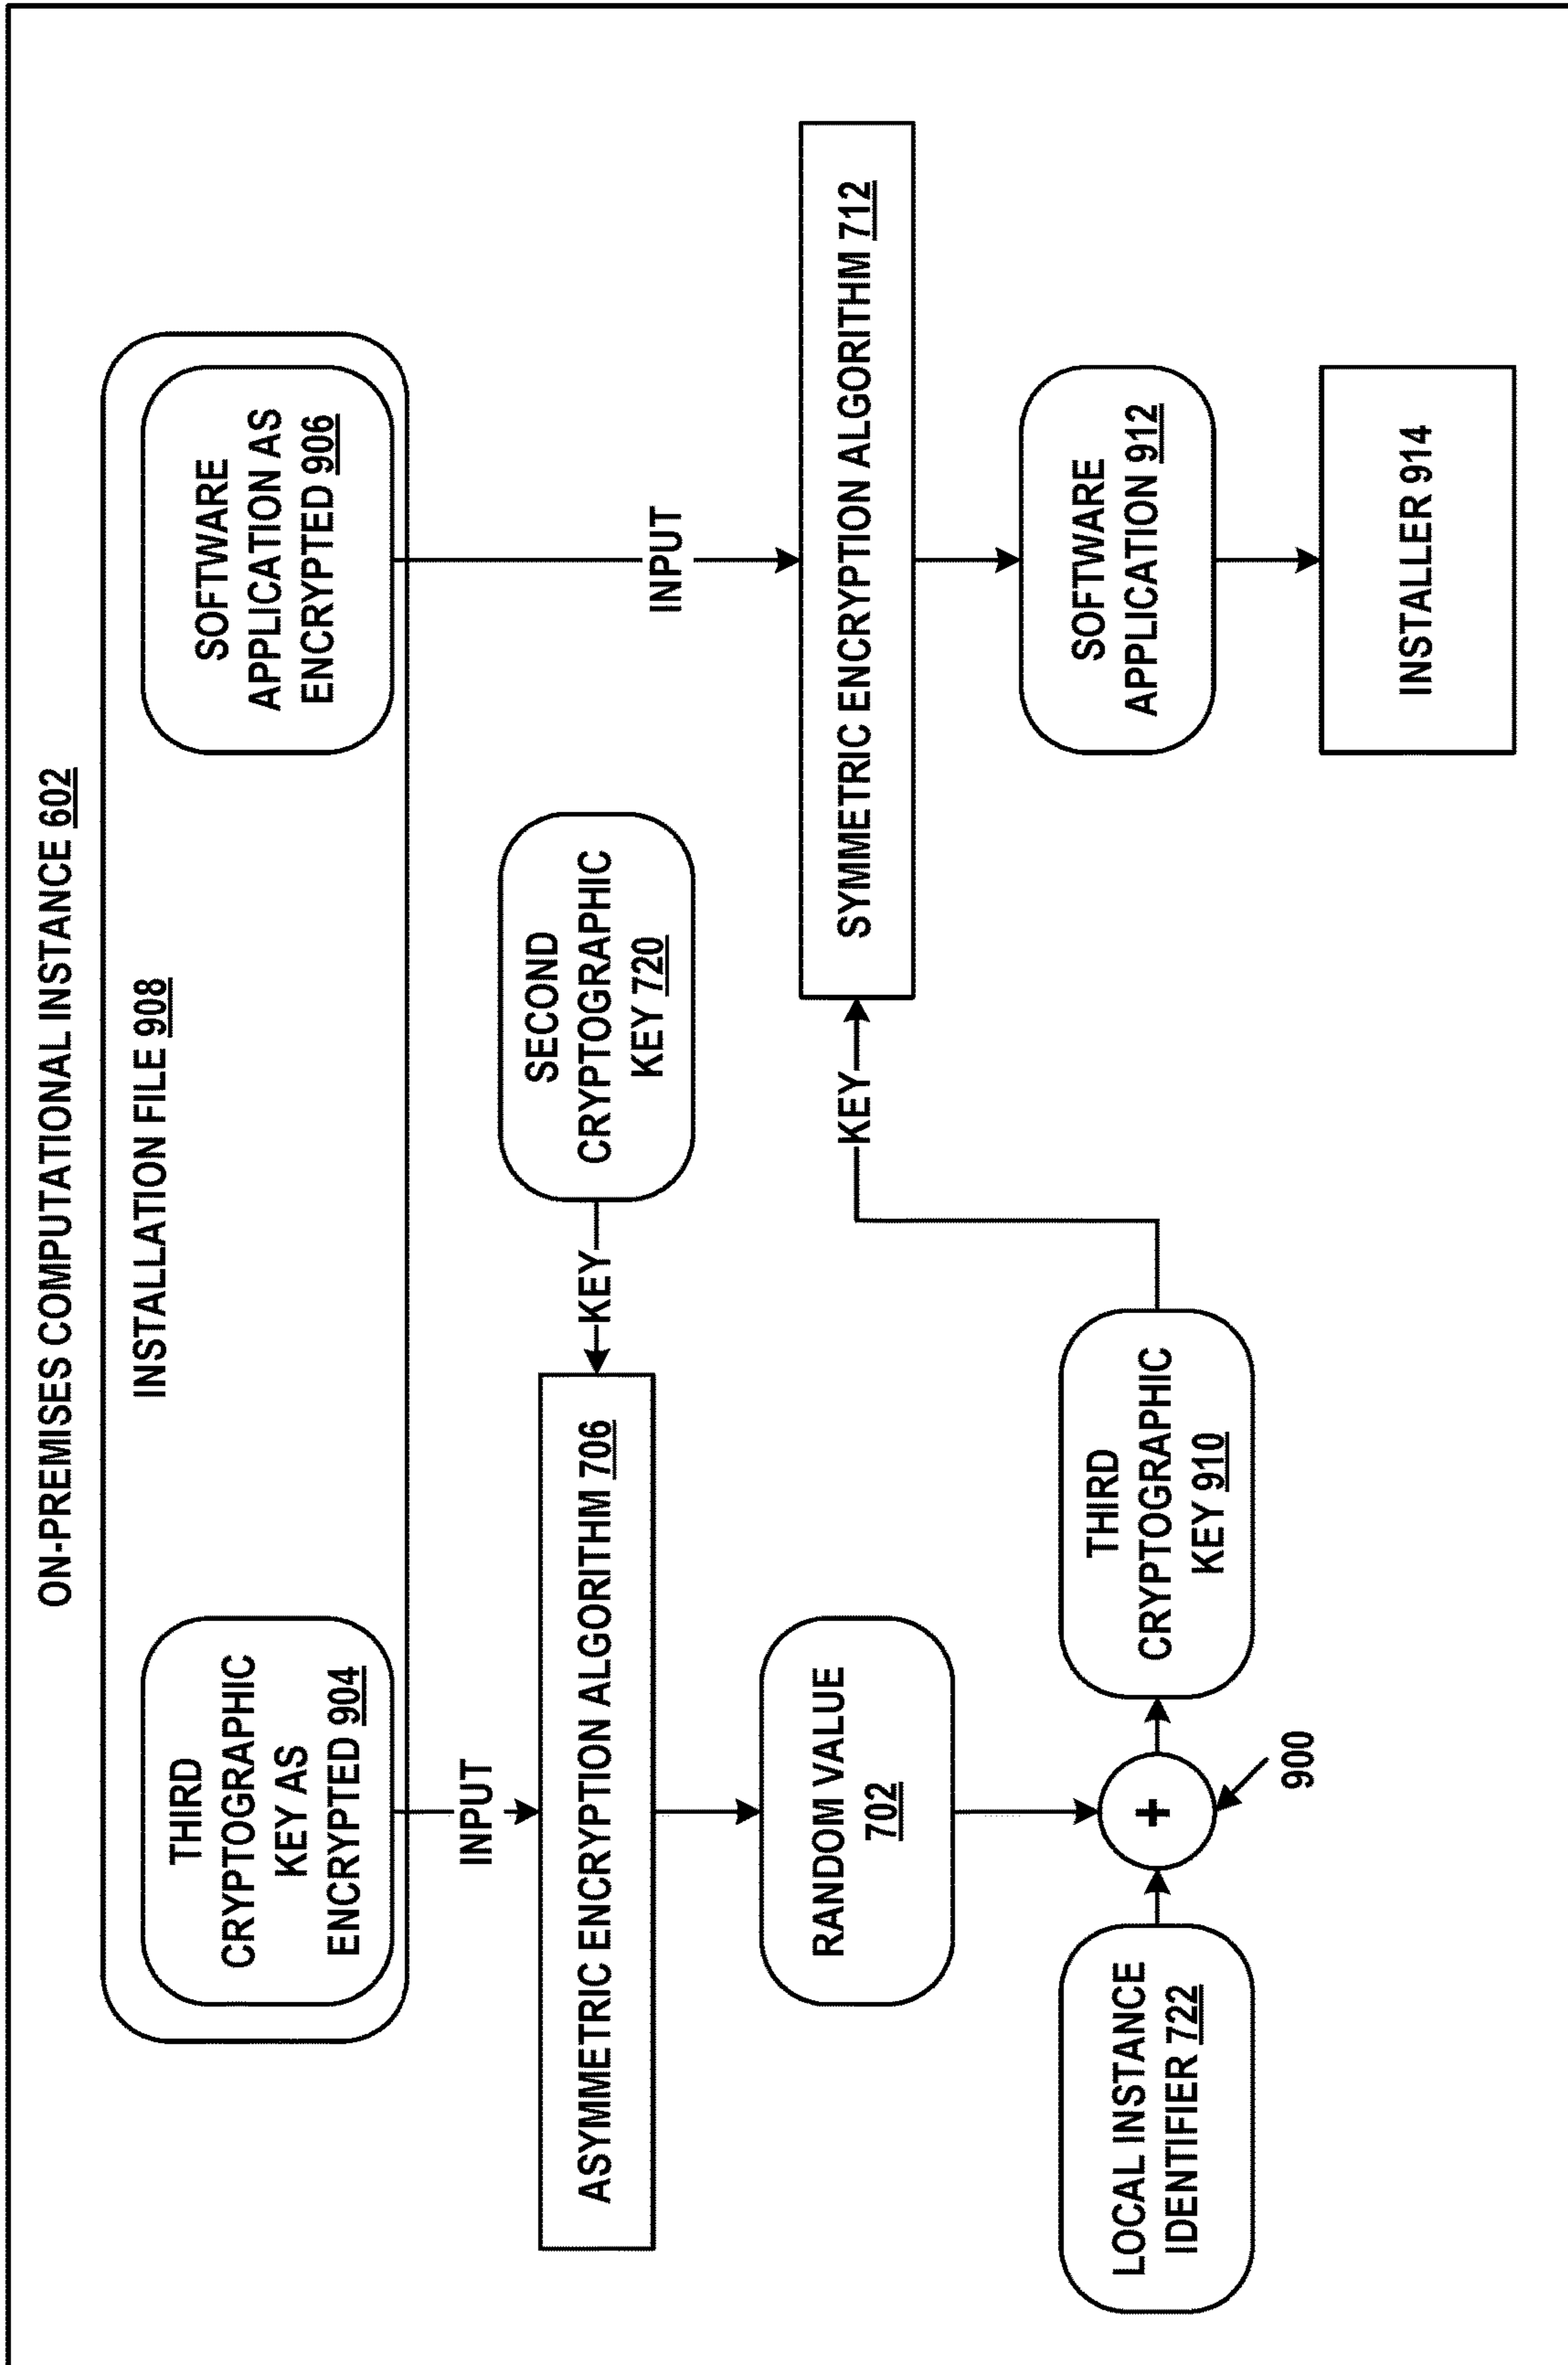 ON-PREMISES COMPUTATIONAL INSTANCE 602
INSTALLATION FILE 908
THIRD
CRYPTOGRAPHIC
KEY AS
ENCRYPTED 904
SOFTWARE
APPLICATION AS
ENCRYPTED 906
INPUT
SECOND
CRYPTOGRAPHIC
KEY 720
KEY
ASYMMETRIC ENCRYPTION ALGORITHM 706
INPUT
RANDOM VALUE
702
SYMMETRIC ENCRYPTION ALGORITHM 712
KEY
LOCAL INSTANCE
IDENTIFIER 722
+
900
THIRD
CRYPTOGRAPHIC
KEY 910
SOFTWARE
APPLICATION 912
INSTALLER 914